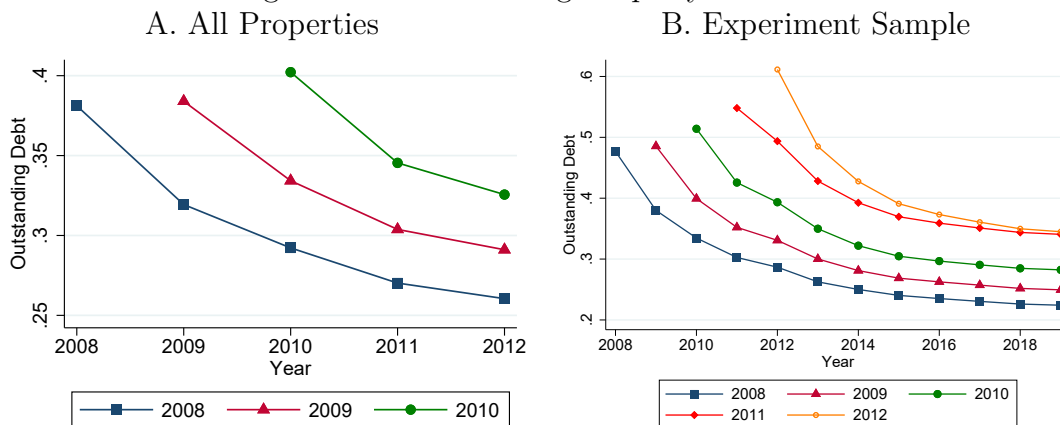 A. All Properties
B. Experiment Sample
Outstanding Debt
.4
.35
.3
.25
2008 2009 2010 2011 2012
Year
2008 2009 2010
Outstanding Debt
.6
.5
.4
.3
.2
2008 2010 2012 2014 2016 2018
Year
2008 2009 2010
2011 2012